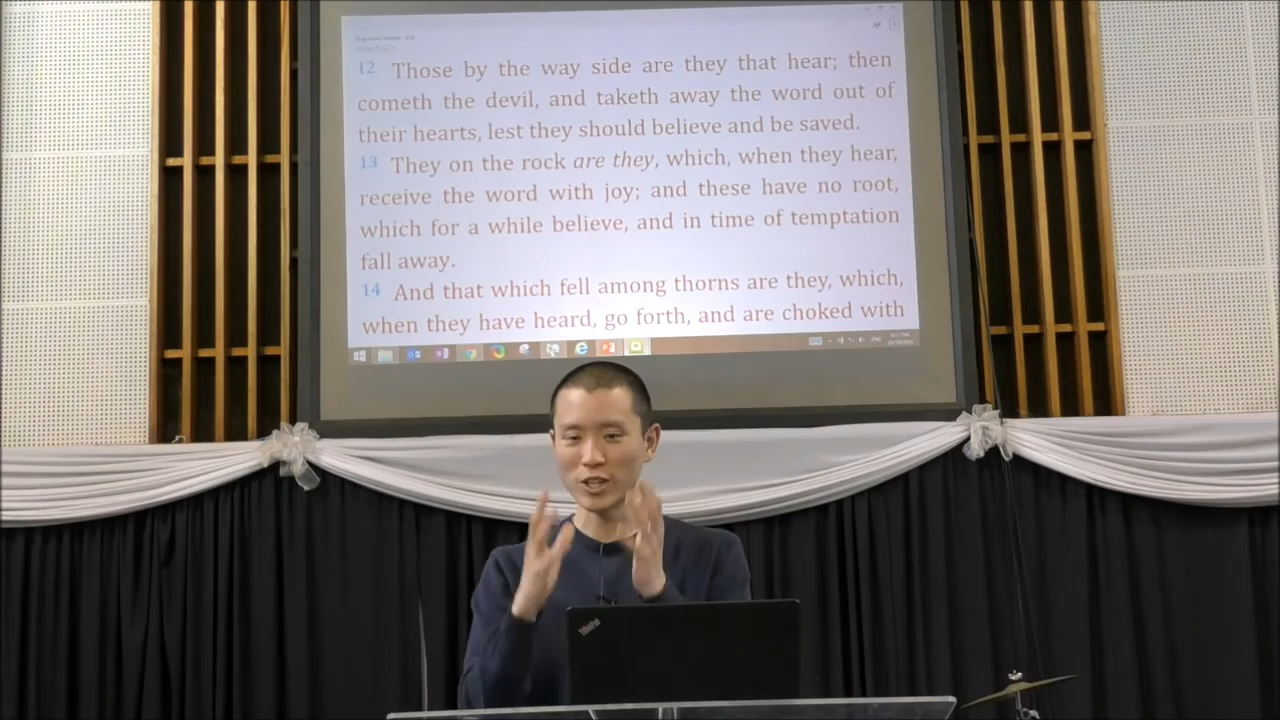 12 Those by the way side are they that hear; then
cometh the devil, and taketh away the word out of
their hearts, lest they should believe and be saved.
13 They on the rock are they, which, when they hear,
receive the word with joy; and these have no root,
which for a while believe, and in time of temptation
fall away.
14 And that which fell among thorns are they, which,
when they have heard, go forth, and are choked with
ENG
ThinkPad